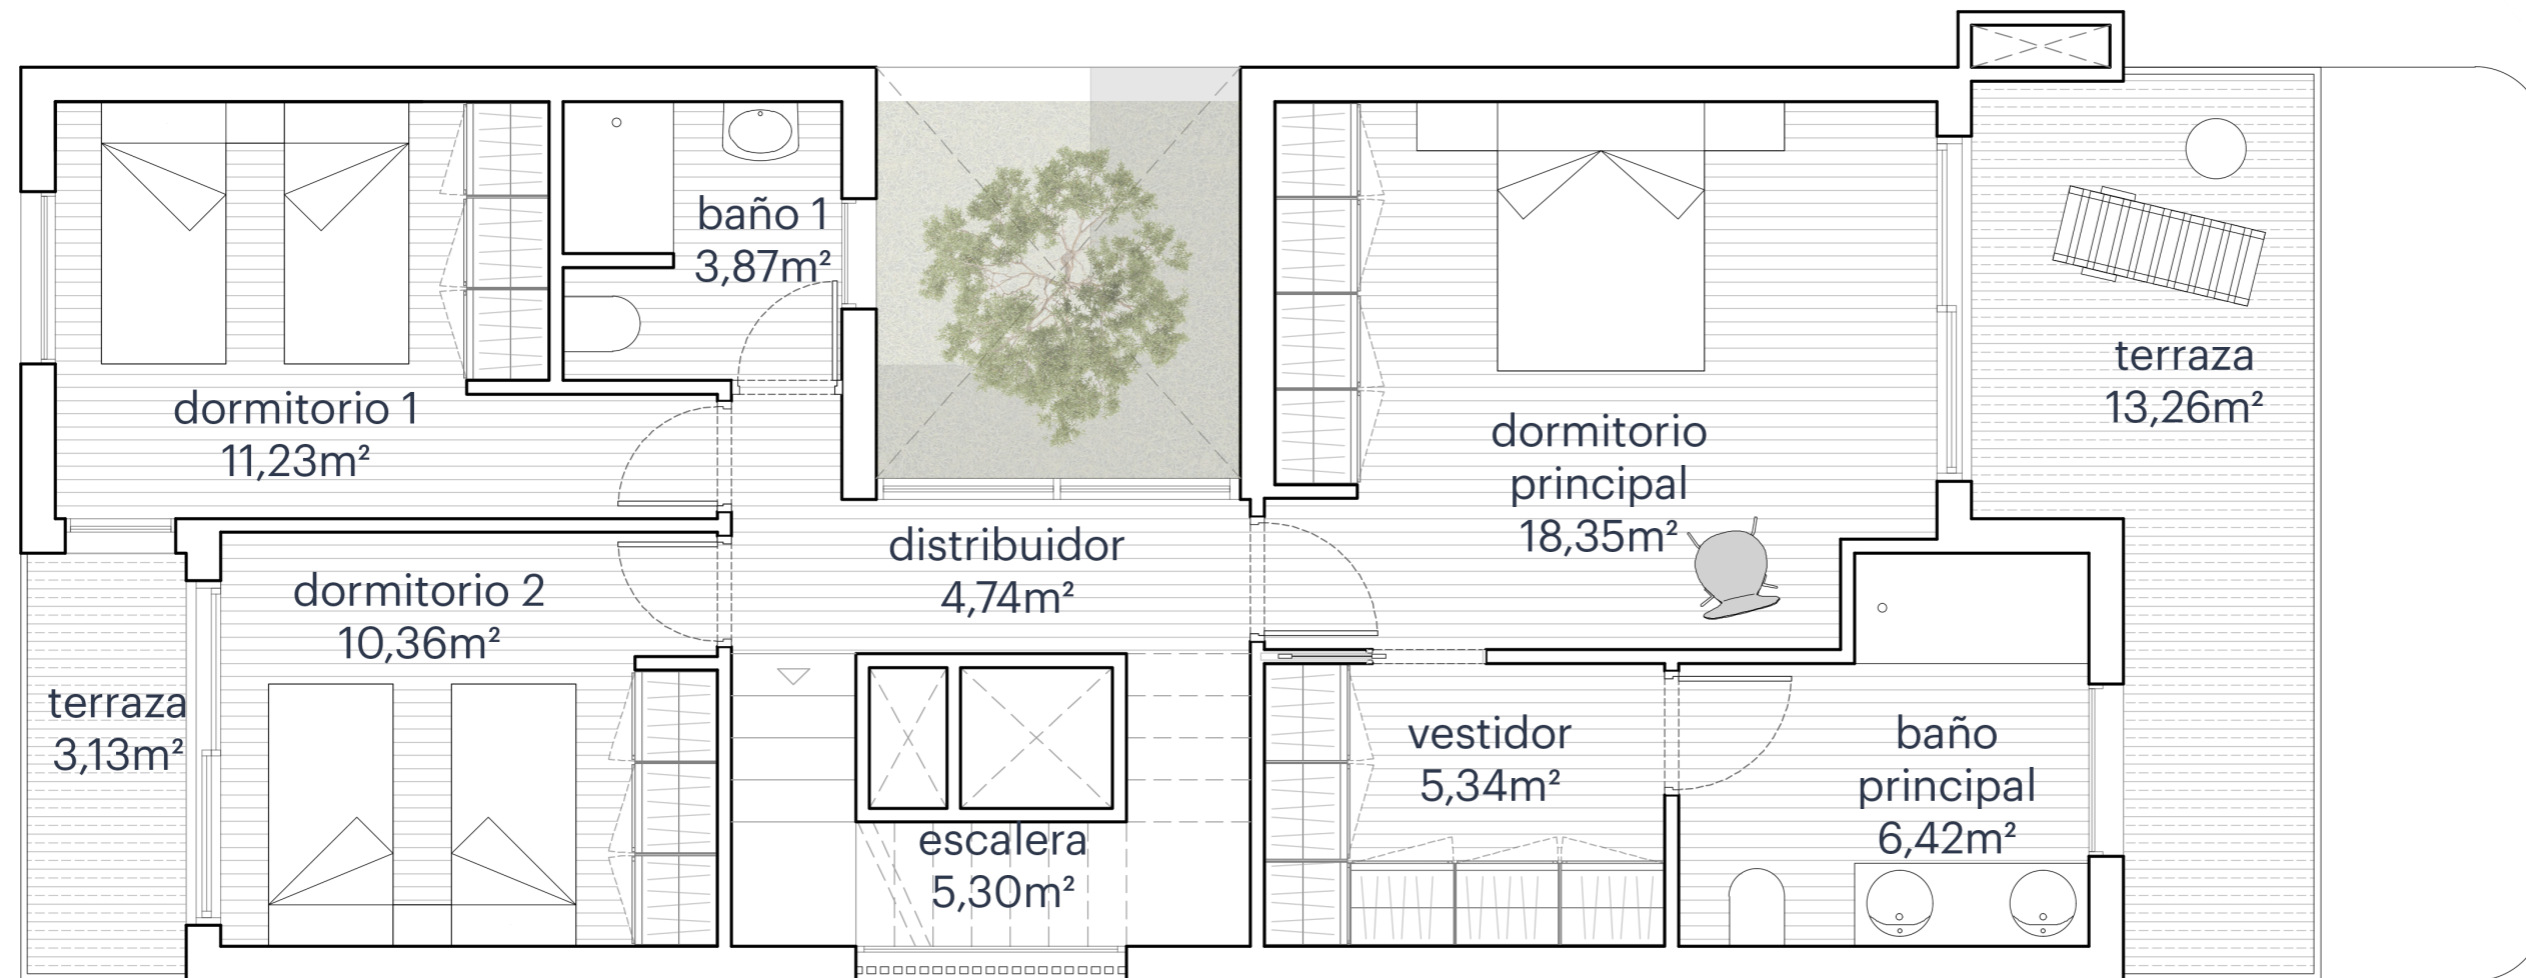 baño 1
3,87m²
dormitorio 1
11,23m²
dormitorio 2
10,36m²
terraza
3,13m²
distribuidor
4,74m²
escalera
5,30m²
dormitorio
principal
18,35m²
terraza
13,26m²
vestidor
5,34m²
baño
principal
6,42m²